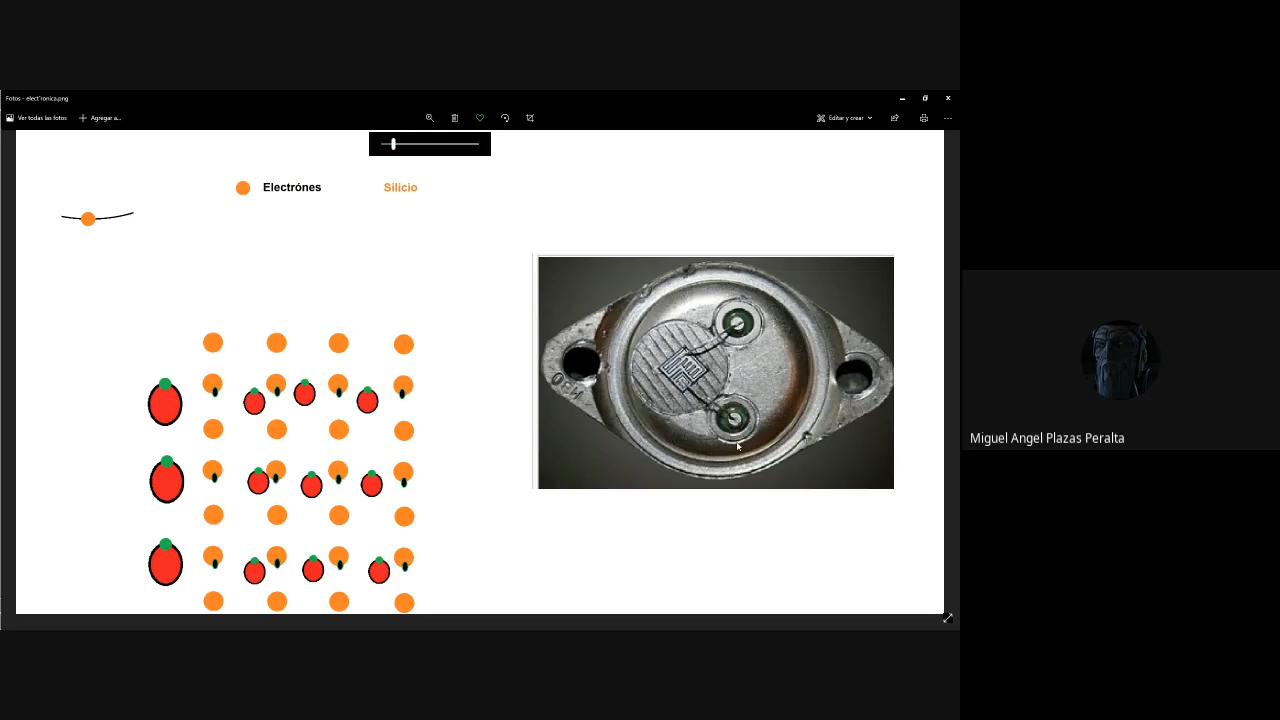 Fotos - elect´ronica.png
Ver todas las fotos
Agregar a...
Editar y crear
Electrónes
Silicio
Miguel Angel Plazas Peralta